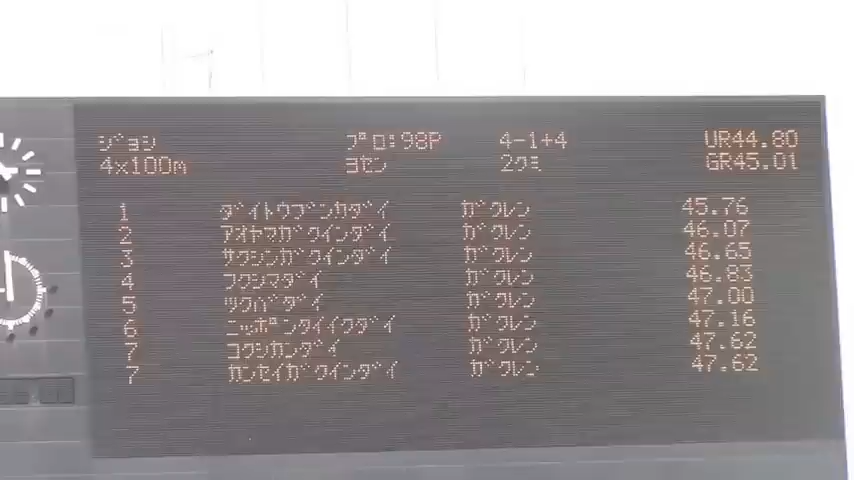 ジョシ プロ:98P 4-1+4 UR44.80
4×100m ヨセン 2クミ GR45.01
1 ダイトウブンカダイ ガクレン 45.76
2 アオヤマガクインダイ ガクレン 46.07
3 サクシンガクインダイ ガクレン 46.65
4 フクシマダイ ガクレン 46.83
5 ツクバダイ ガクレン 47.00
6 ニッポンタイイクダイ ガクレン 47.16
7 コクシカンダイ ガクレン 47.62
7 カンセイガクインダイ ガクレン 47.62